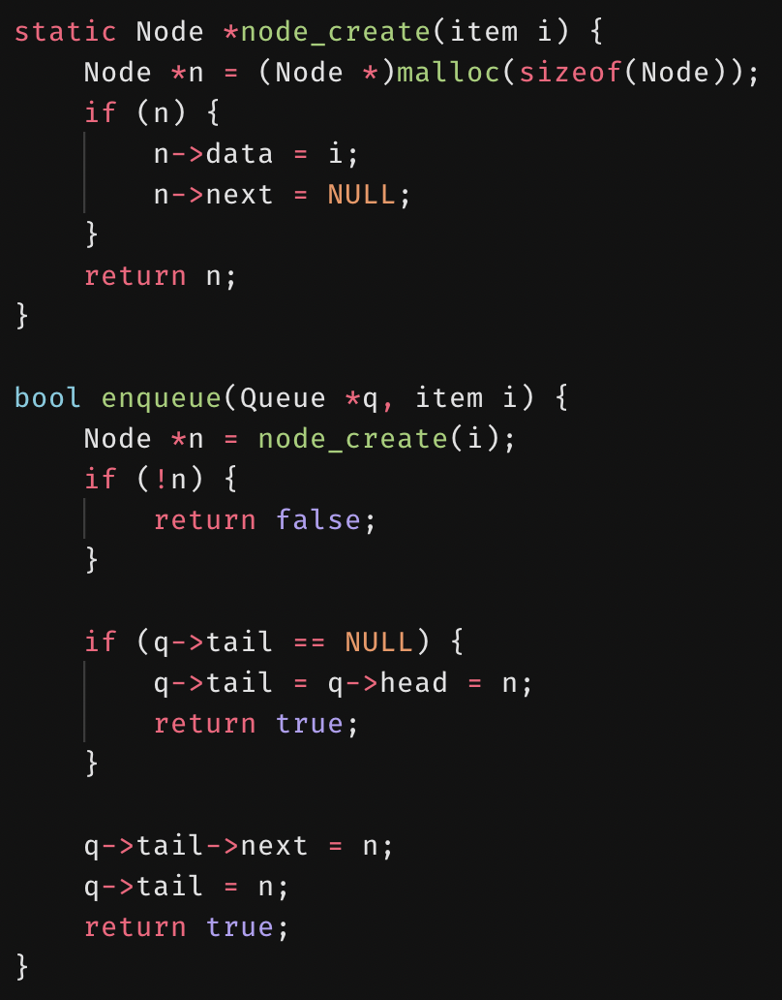 static Node *node_create(item i) {
    Node *n = (Node *)malloc(sizeof(Node));
    if (n) {
        n->data = i;
        n->next = NULL;
    }
    return n;
}

bool enqueue(Queue *q, item i) {
    Node *n = node_create(i);
    if (!n) {
        return false;
    }

    if (q->tail == NULL) {
        q->tail = q->head = n;
        return true;
    }

    q->tail->next = n;
    q->tail = n;
    return true;
}